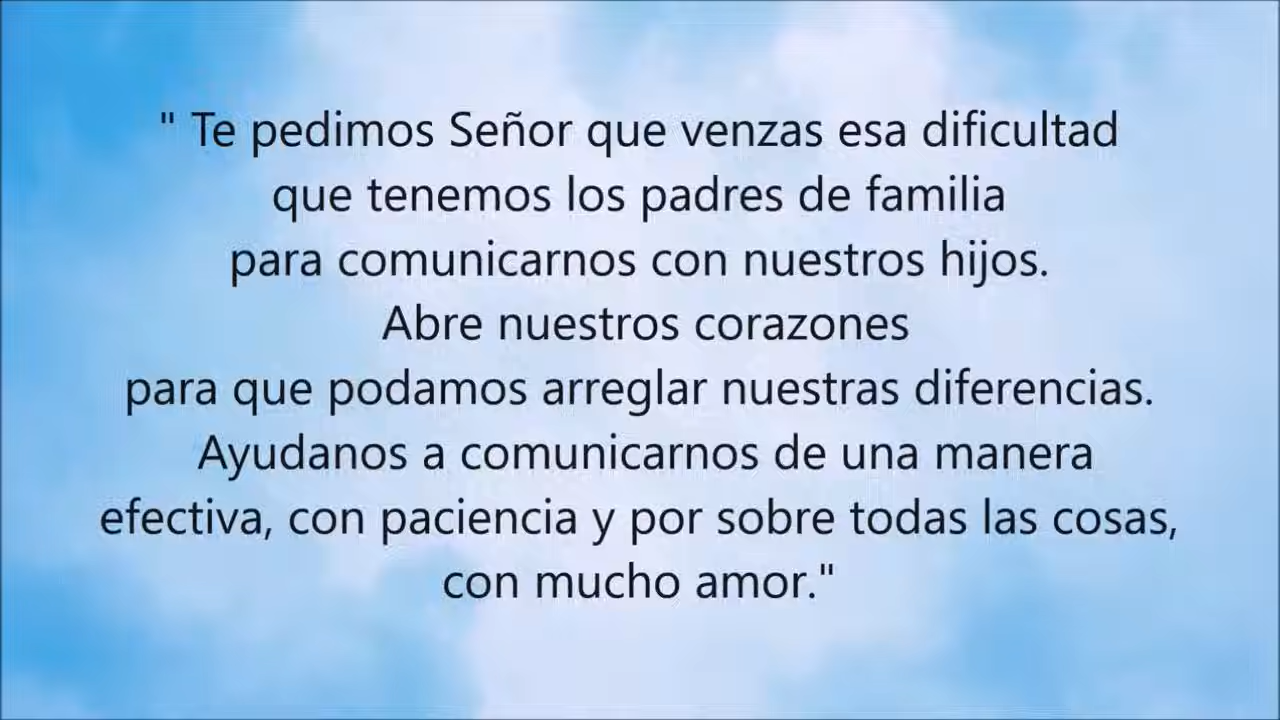 " Te pedimos Señor que venzas esa dificultad
que tenemos los padres de familia
para comunicarnos con nuestros hijos.
Abre nuestros corazones
para que podamos arreglar nuestras diferencias.
Ayudanos a comunicarnos de una manera
efectiva, con paciencia y por sobre todas las cosas,
con mucho amor."